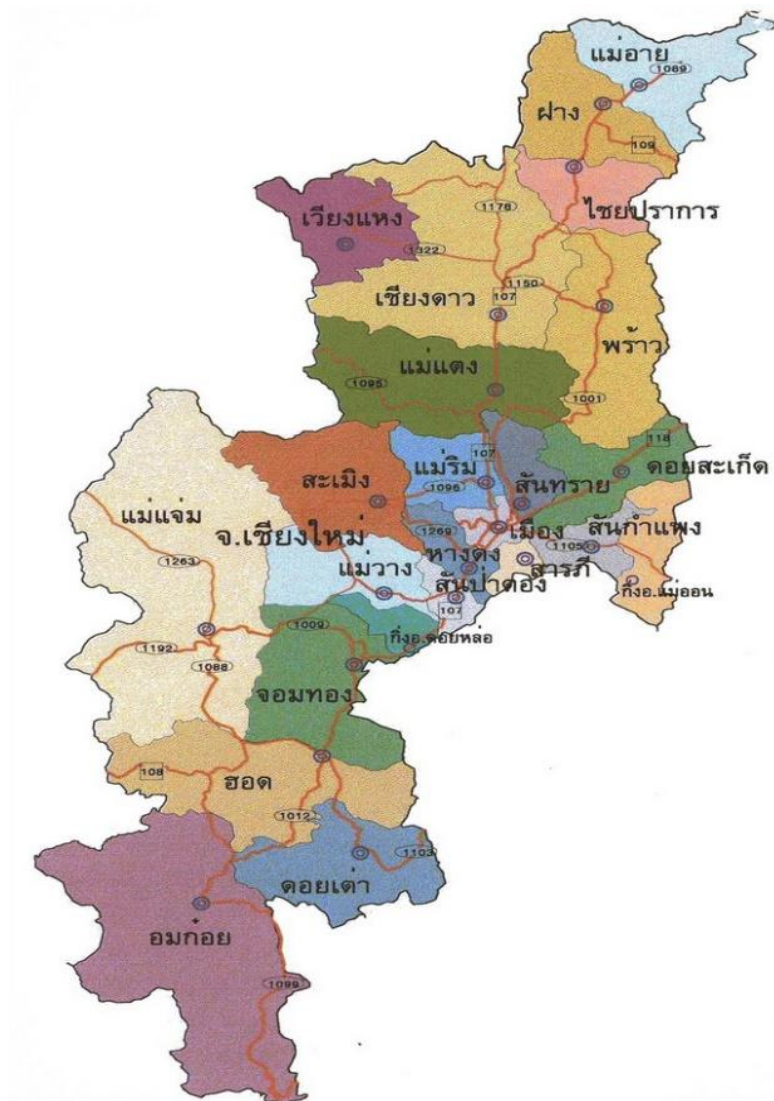 แม่อาย
1089
ฝาง
109
ไชยปราการ
เวียงแหง
1178
1322
เชียงดาว
107
1150
พร้าว
แม่แตง
1095
1001
118
ดอยสะเก็ด
แม่ริม
107
สันทราย
สะเมิง
1096
แม่แจ่ม
จ.เชียงใหม่
1269
เมือง
สันกำแพง
1105
1263
หางดง
สารภี
แม่วาง
สันป่าตอง
กิ่งอ.แม่ออน
107
1009
กิ่งอ.ดอยหล่อ
1192
1088
จอมทอง
108
ฮอด
1012
1103
ดอยเต่า
อมก๋อย
1099